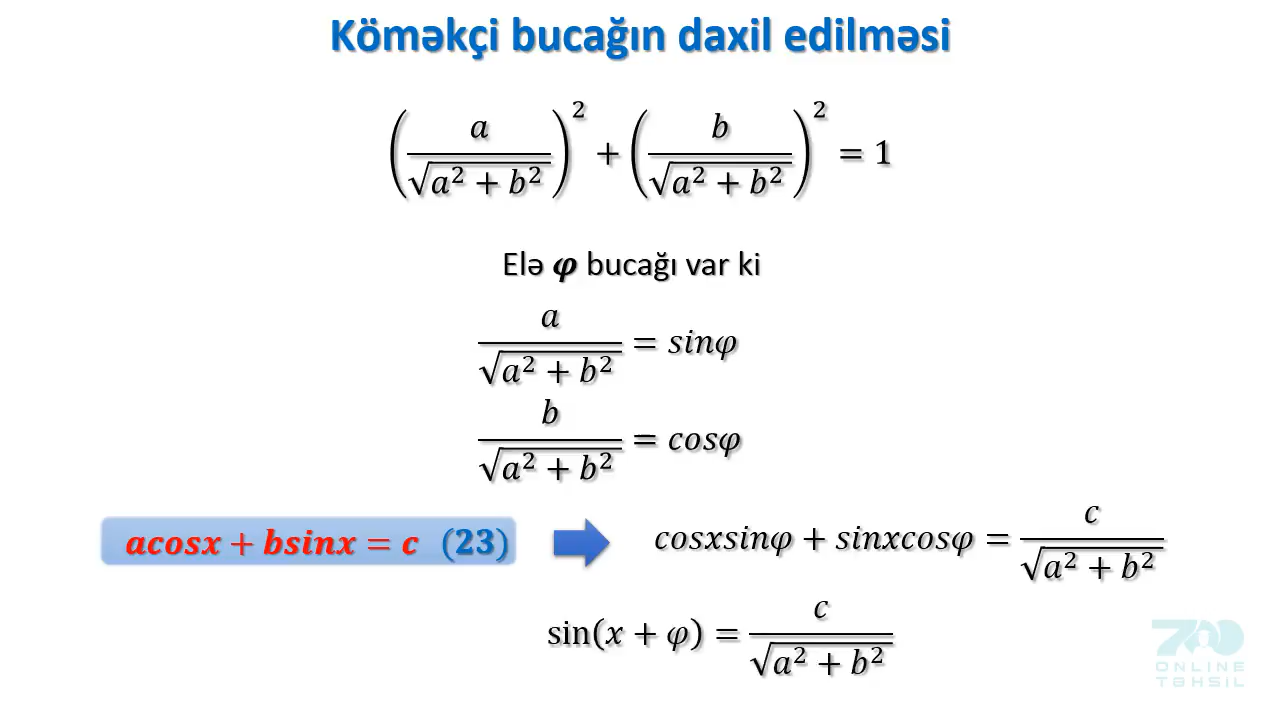 Köməkçi bucağın daxil edilməsi
(a/√(a² + b²))² + (b/√(a² + b²))² = 1
Elə φ bucağı var ki
a/√(a² + b²) = sinφ
b/√(a² + b²) = cosφ
acosx + bsinx = c (23)
cosxsinφ + sinxcosφ = c/√(a² + b²)
sin(x + φ) = c/√(a² + b²)
ONLINE
TəHSIL